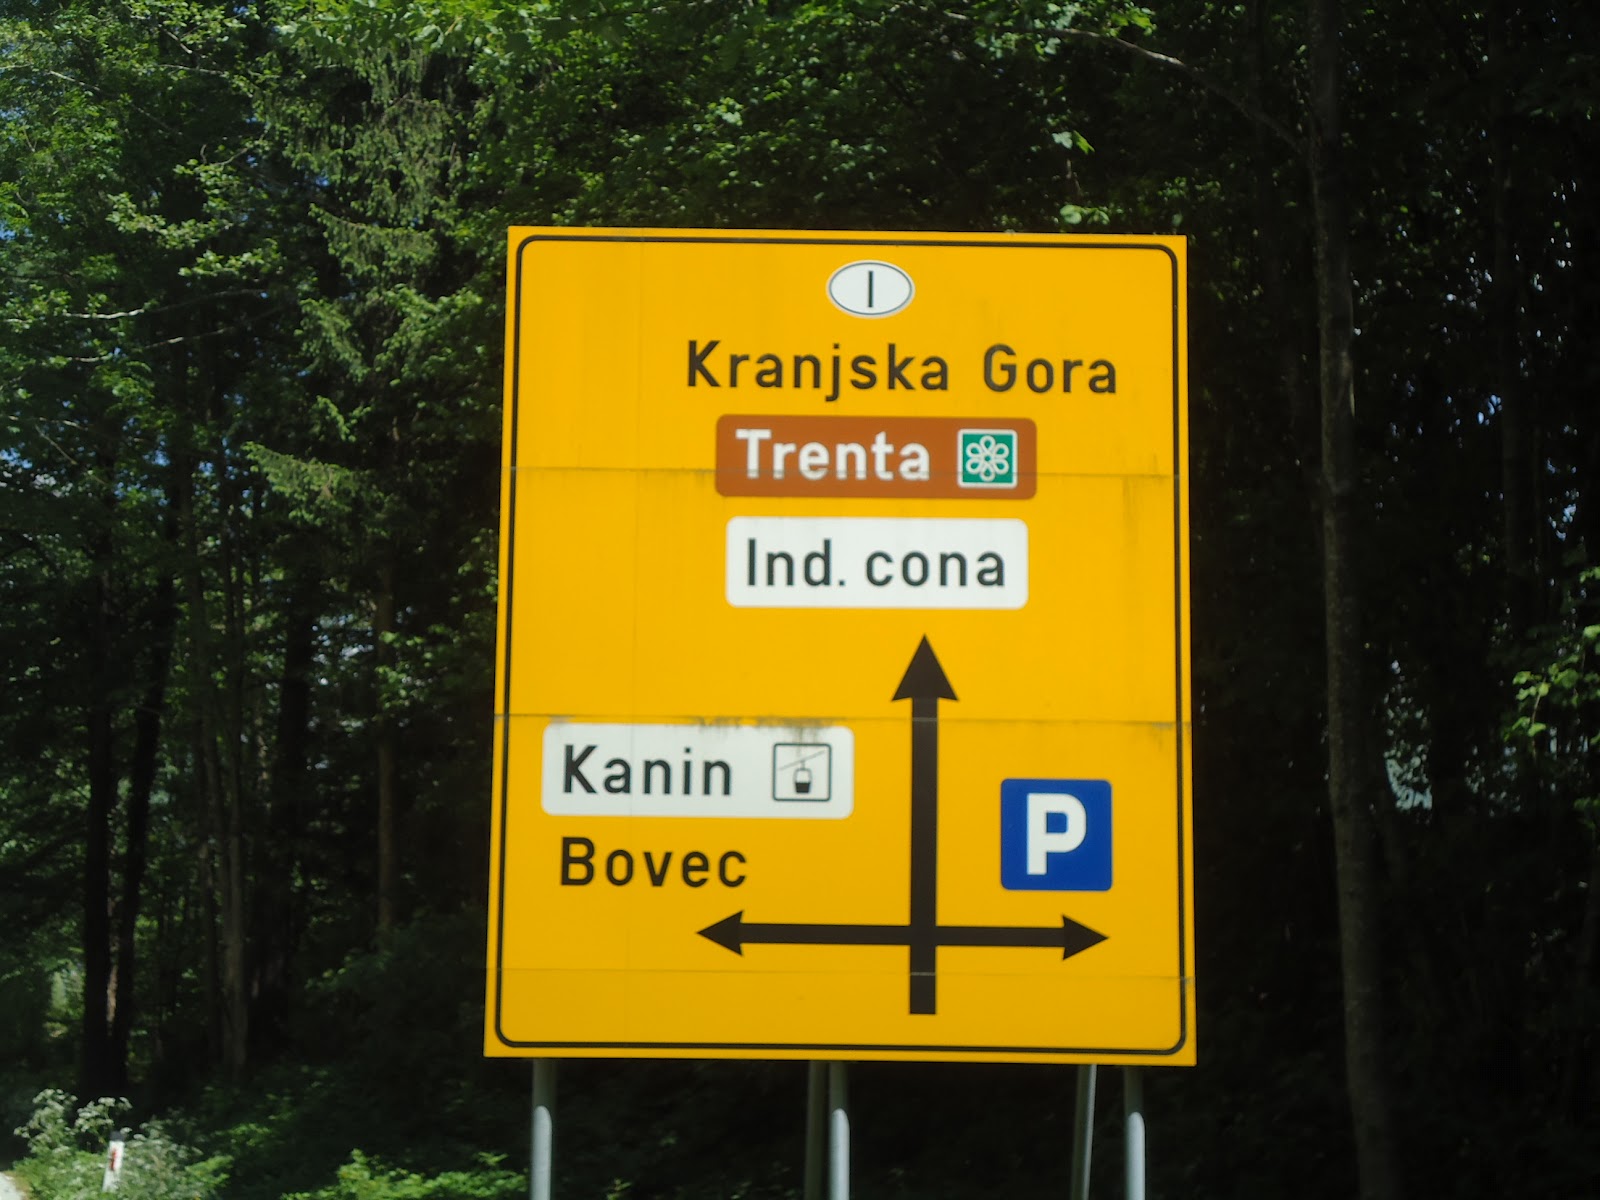 I
Kranjska Gora
Trenta
Ind. cona
Kanin
Bovec
P